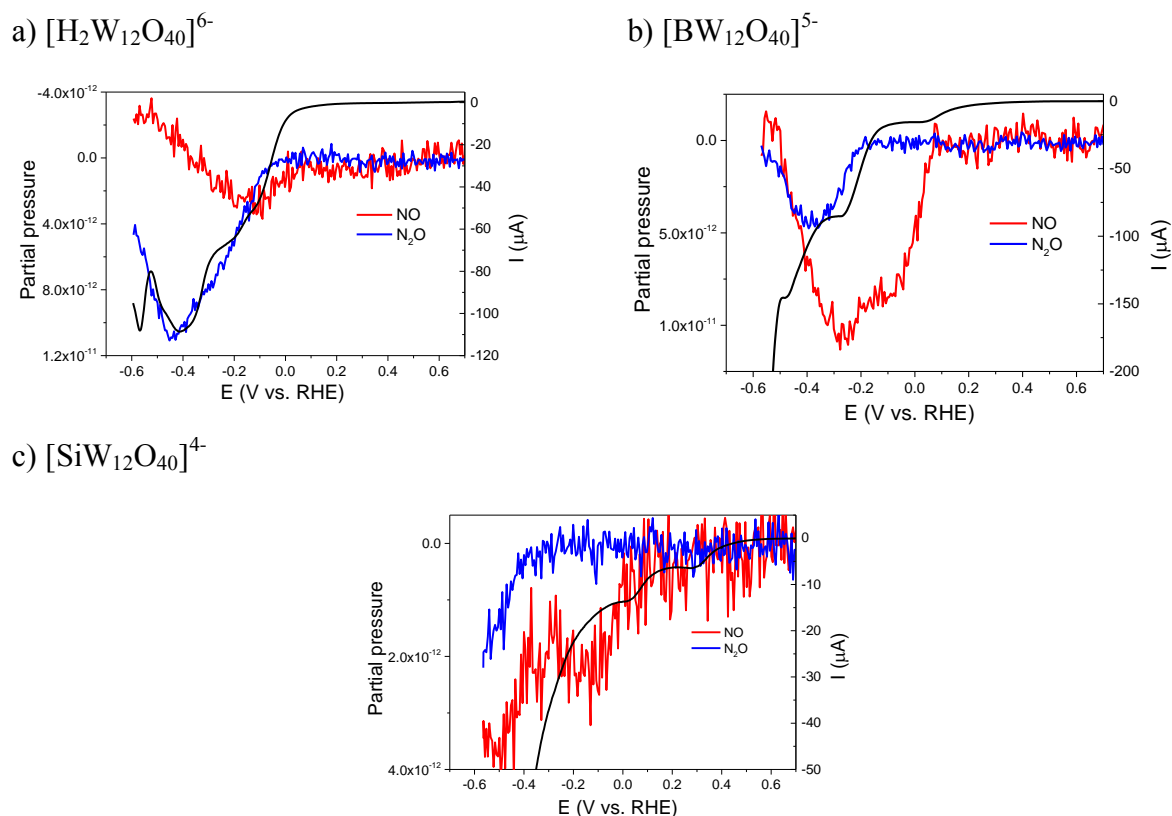 a) [H₂W₁₂O₄₀]⁶⁻
-4.0x10⁻¹²
0.0
4.0x10⁻¹²
8.0x10⁻¹²
1.2x10⁻¹¹
Partial pressure
NO
N₂O
0
-20
-40
-60
-80
-100
-120
I (μA)
-0.6 -0.4 -0.2 0.0 0.2 0.4 0.6
E (V vs. RHE)
b) [BW₁₂O₄₀]⁵⁻
0.0
5.0x10⁻¹²
1.0x10⁻¹¹
Partial pressure
NO
N₂O
0
-50
-100
-150
-200
I (μA)
-0.6 -0.4 -0.2 0.0 0.2 0.4 0.6
E (V vs. RHE)
c) [SiW₁₂O₄₀]⁴⁻
0.0
2.0x10⁻¹²
4.0x10⁻¹²
Partial pressure
NO
N₂O
0
-10
-20
-30
-40
-50
I (μA)
-0.6 -0.4 -0.2 0.0 0.2 0.4 0.6
E (V vs. RHE)